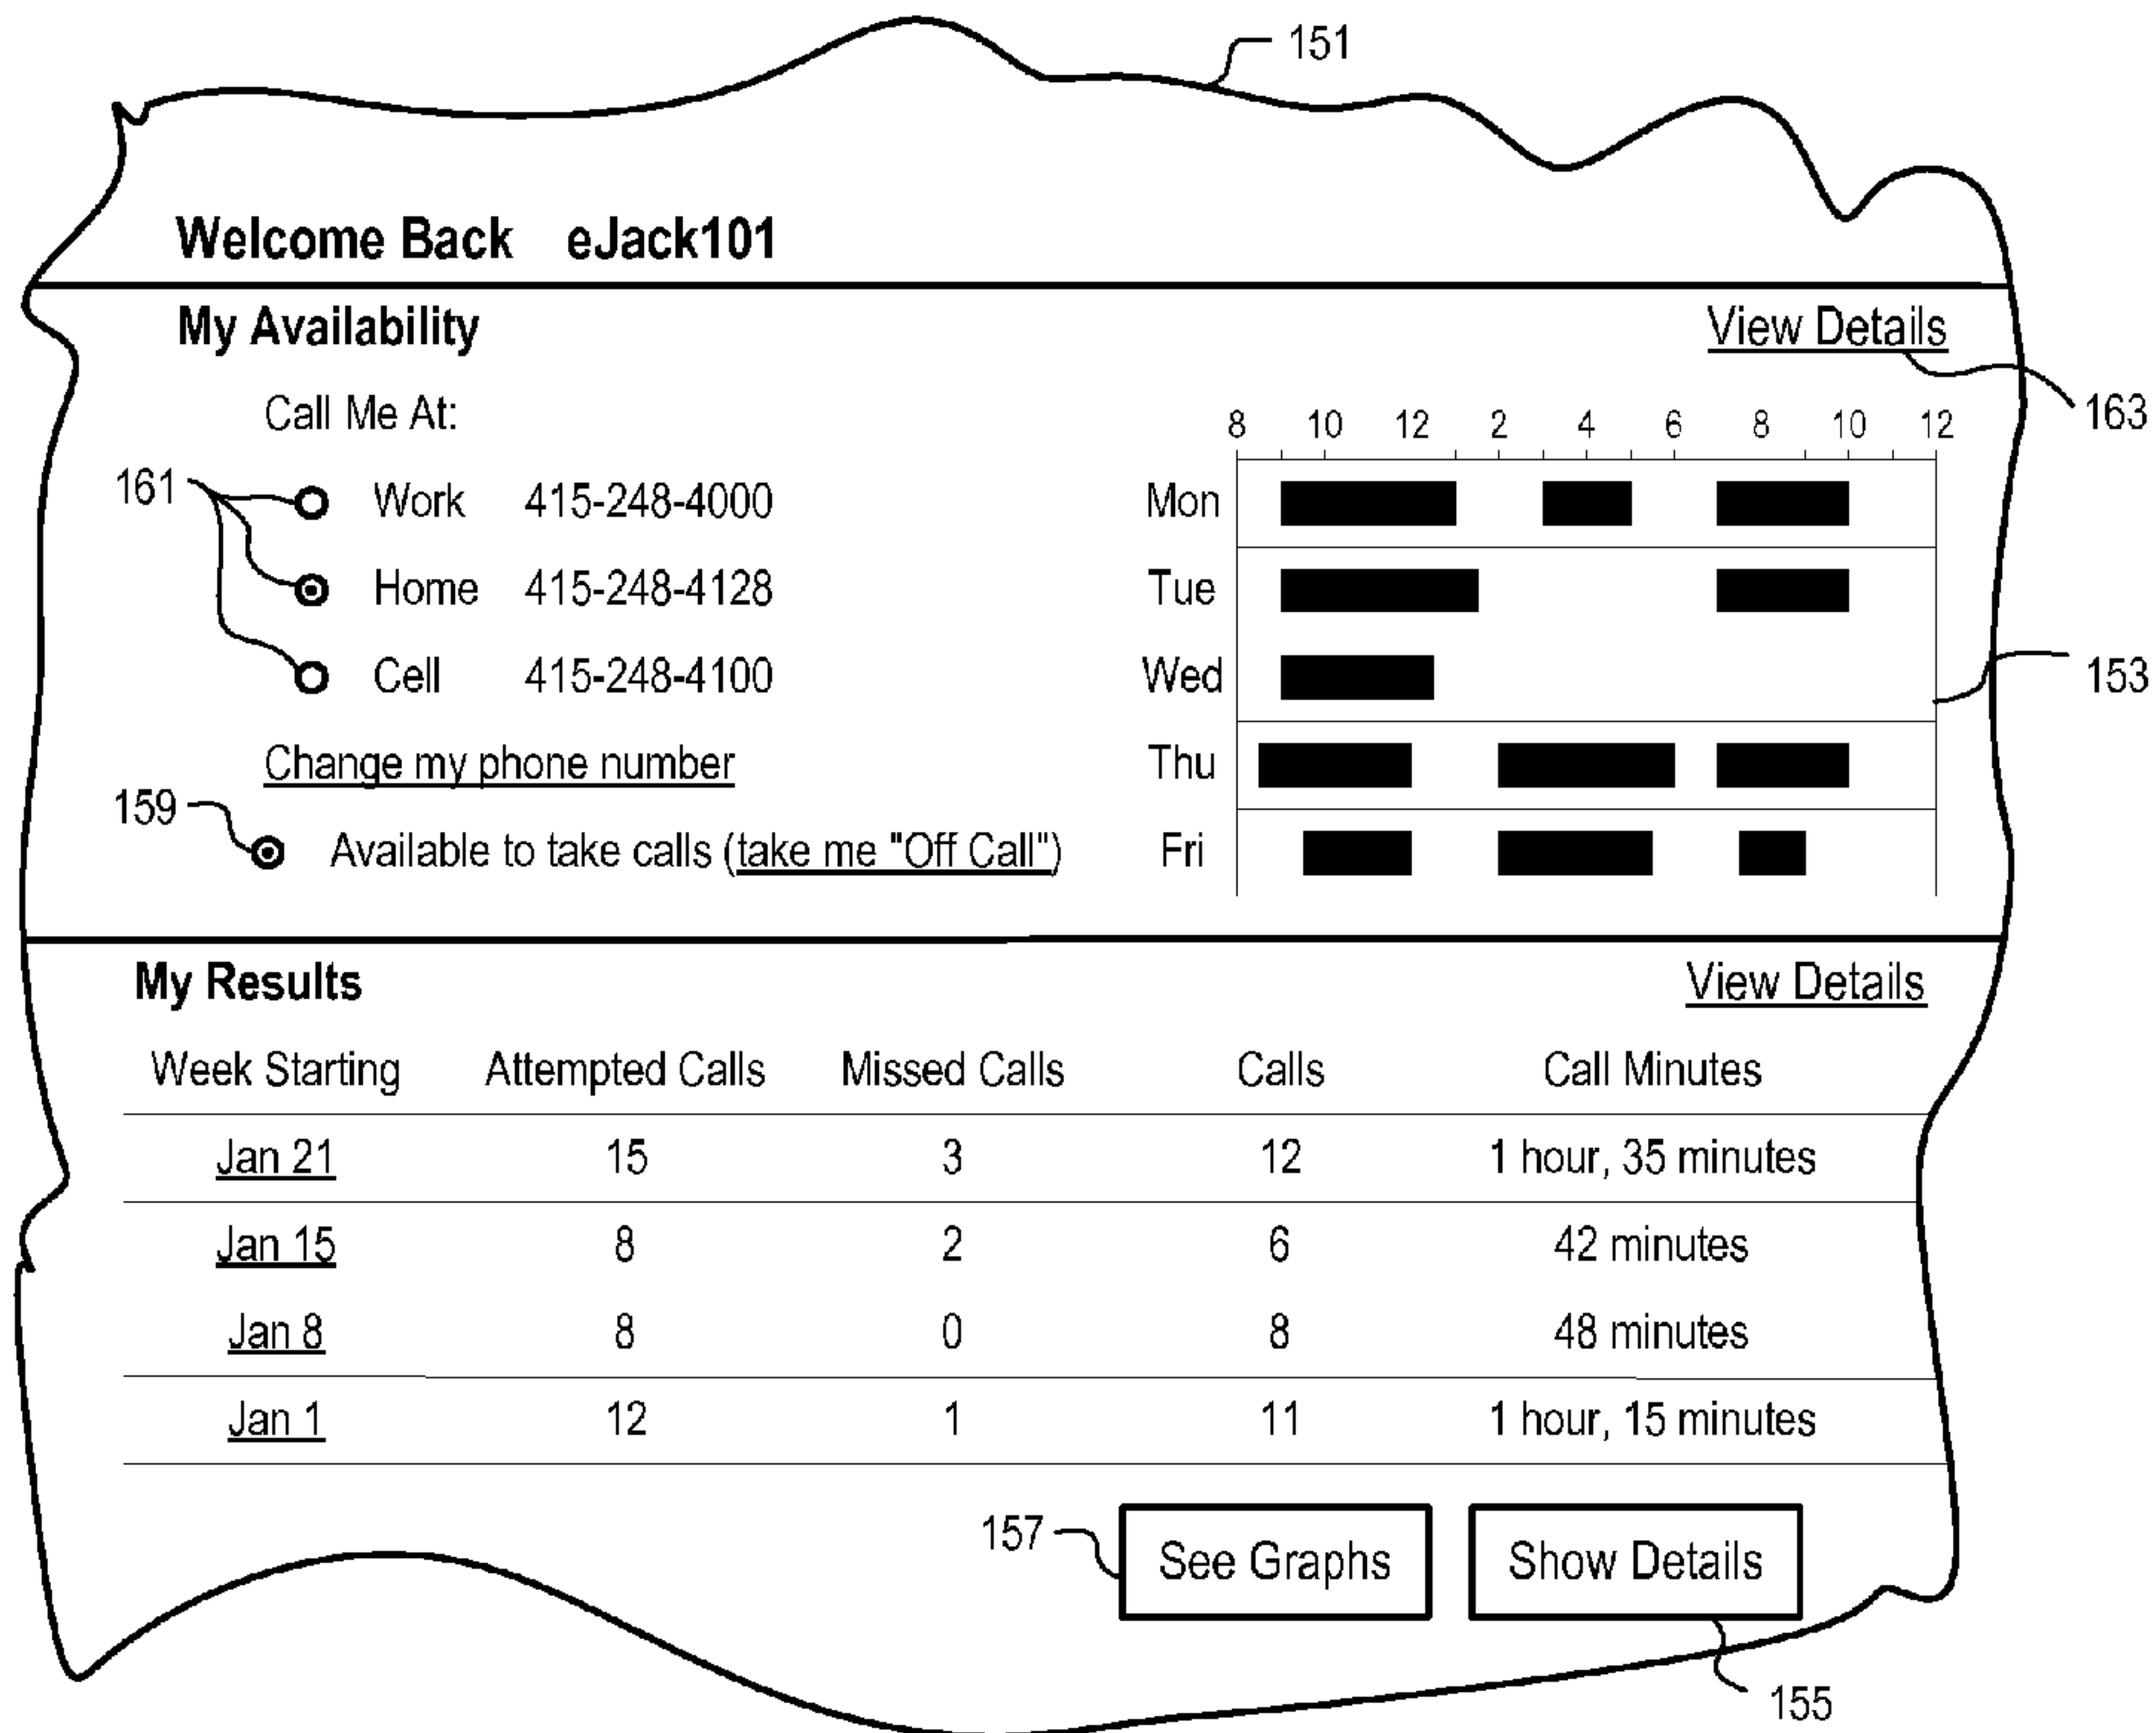 151
Welcome Back eJack101
My Availability View Details
163
Call Me At:
8 10 12 2 4 6 8 10 12
161
Work 415-248-4000 Mon
Home 415-248-4128 Tue
Cell 415-248-4100 Wed
153
Change my phone number Thu
159
Available to take calls (take me "Off Call") Fri
My Results View Details
Week Starting Attempted Calls Missed Calls Calls Call Minutes
Jan 21 15 3 12 1 hour, 35 minutes
Jan 15 8 2 6 42 minutes
Jan 8 8 0 8 48 minutes
Jan 1 12 1 11 1 hour, 15 minutes
157
See Graphs Show Details
155